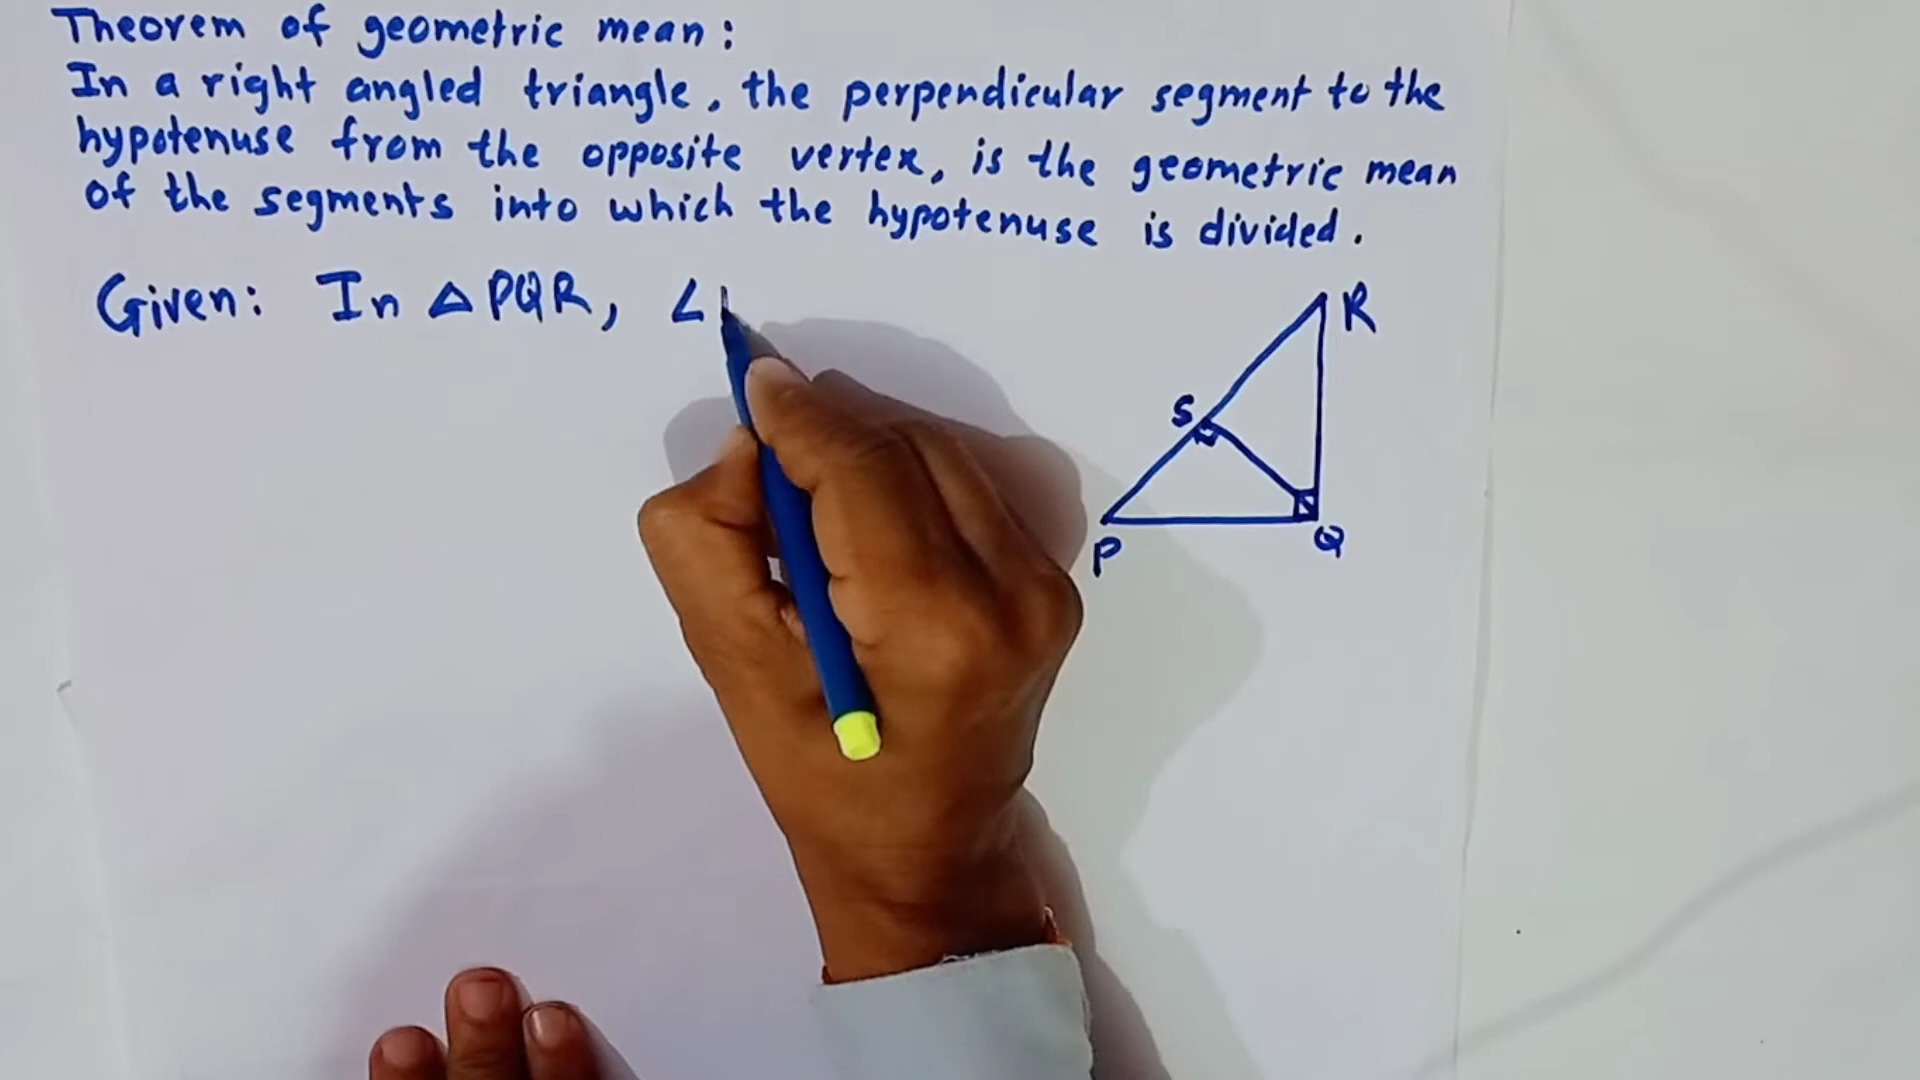 Theorem of geometric mean:
In a right angled triangle, the perpendicular segment to the
hypotenuse from the opposite vertex, is the geometric mean
of the segments into which the hypotenuse is divided.
Given: In △PQR, ∠
R
S
P
Q